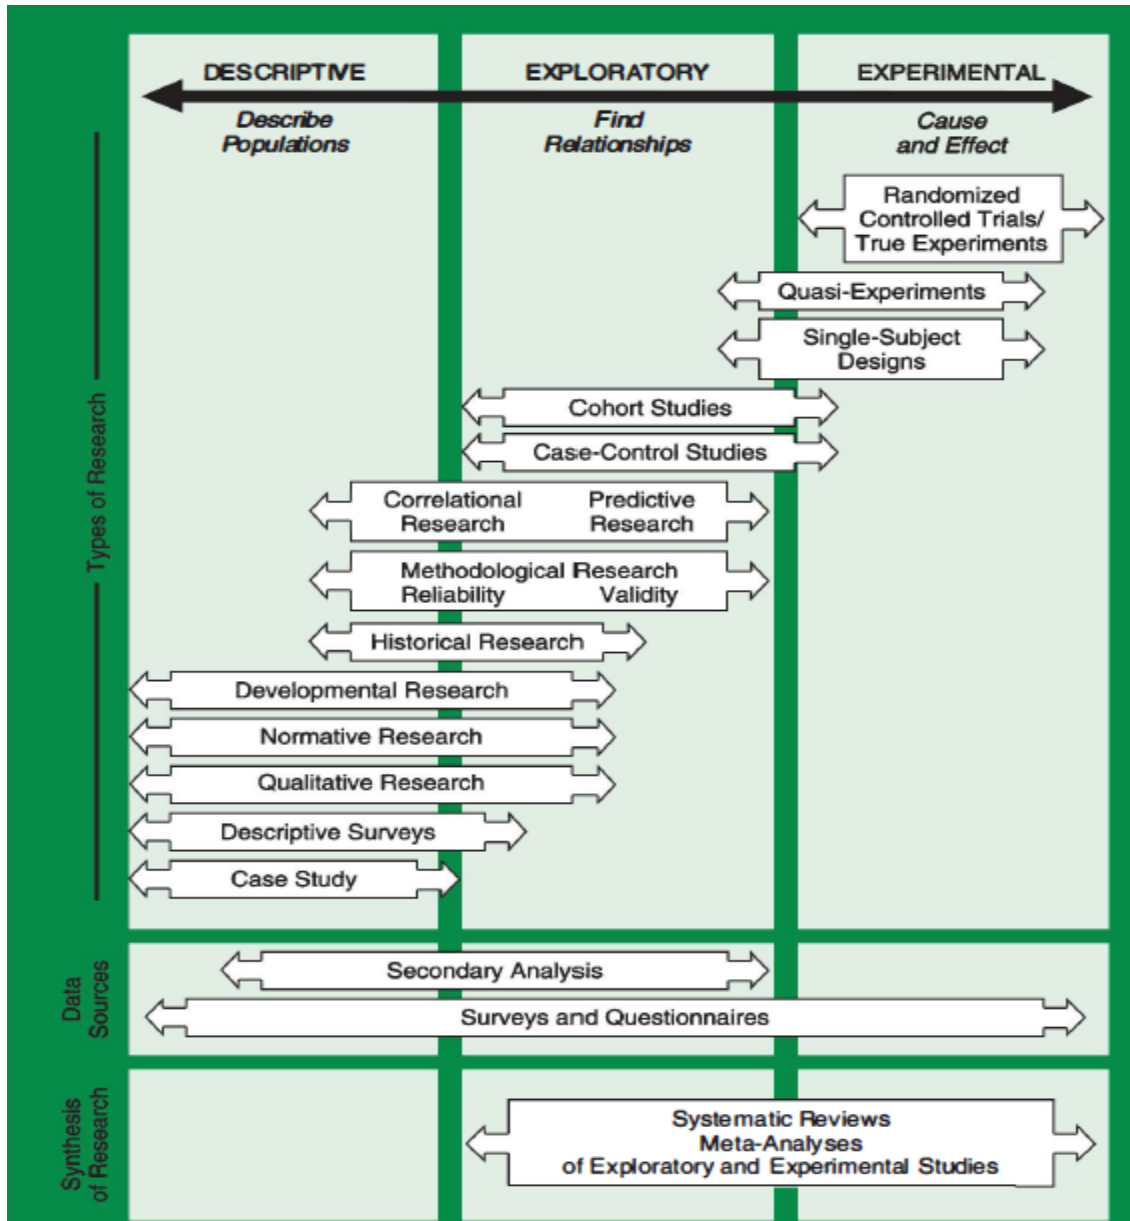 DESCRIPTIVE
EXPLORATORY
EXPERIMENTAL
Describe
Populations
Find
Relationships
Cause
and Effect
Types of Research
Randomized
Controlled Trials/
True Experiments
Quasi-Experiments
Single-Subject
Designs
Cohort Studies
Case-Control Studies
Correlational
Research
Predictive
Research
Methodological Research
Reliability Validity
Historical Research
Developmental Research
Normative Research
Qualitative Research
Descriptive Surveys
Case Study
Data
Sources
Secondary Analysis
Surveys and Questionnaires
Synthesis
of Research
Systematic Reviews
Meta-Analyses
of Exploratory and Experimental Studies